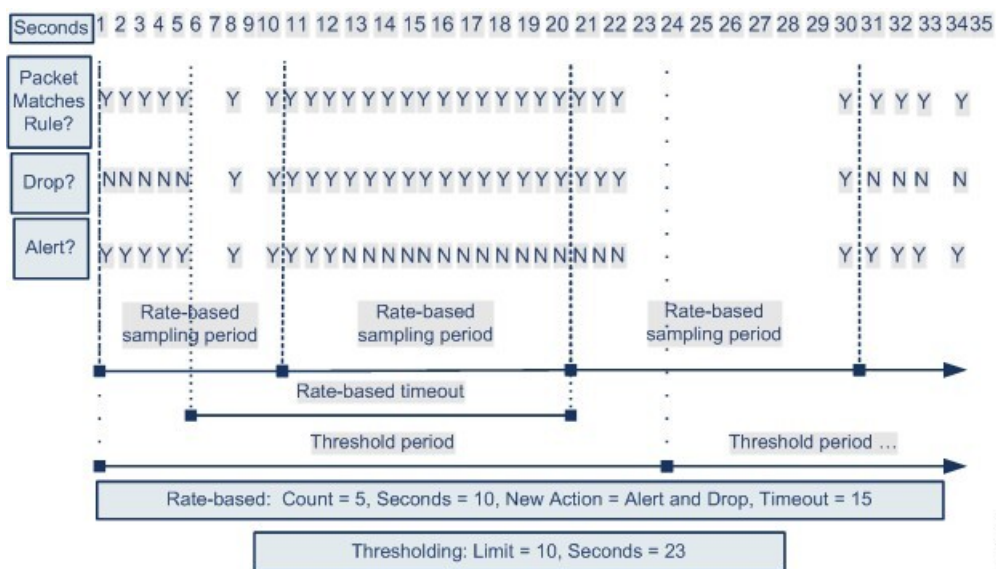 Seconds 1 2 3 4 5 6 7 8 9 10 11 12 13 14 15 16 17 18 19 20 21 22 23 24 25 26 27 28 29 30 31 32 33 34 35
Packet
Matches
Rule?
Y Y Y Y Y Y Y Y Y Y Y Y Y Y Y Y Y Y Y Y Y Y Y Y Y
Drop?
N N N N N Y Y Y Y Y Y Y Y Y Y Y Y Y Y Y Y N N N N
Alert?
Y Y Y Y Y Y Y Y Y Y N N N N N N N N N N Y Y Y Y Y
Rate-based
sampling period
Rate-based
sampling period
Rate-based
sampling period
Rate-based timeout
Threshold period
Threshold period ...
Rate-based: Count = 5, Seconds = 10, New Action = Alert and Drop, Timeout = 15
Thresholding: Limit = 10, Seconds = 23